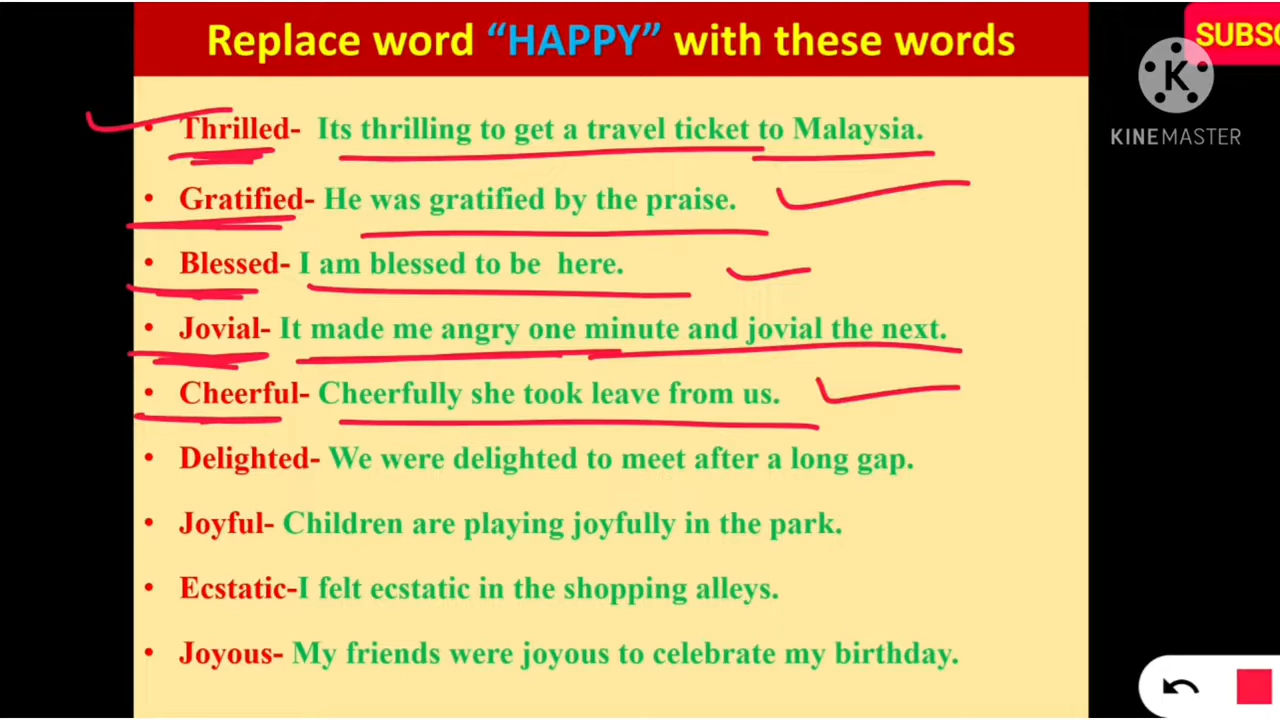 Replace word “HAPPY” with these words
SUBSC
K
KINEMASTER
• Thrilled- Its thrilling to get a travel ticket to Malaysia.
• Gratified- He was gratified by the praise.
• Blessed- I am blessed to be here.
• Jovial- It made me angry one minute and jovial the next.
• Cheerful- Cheerfully she took leave from us.
• Delighted- We were delighted to meet after a long gap.
• Joyful- Children are playing joyfully in the park.
• Ecstatic-I felt ecstatic in the shopping alleys.
• Joyous- My friends were joyous to celebrate my birthday.